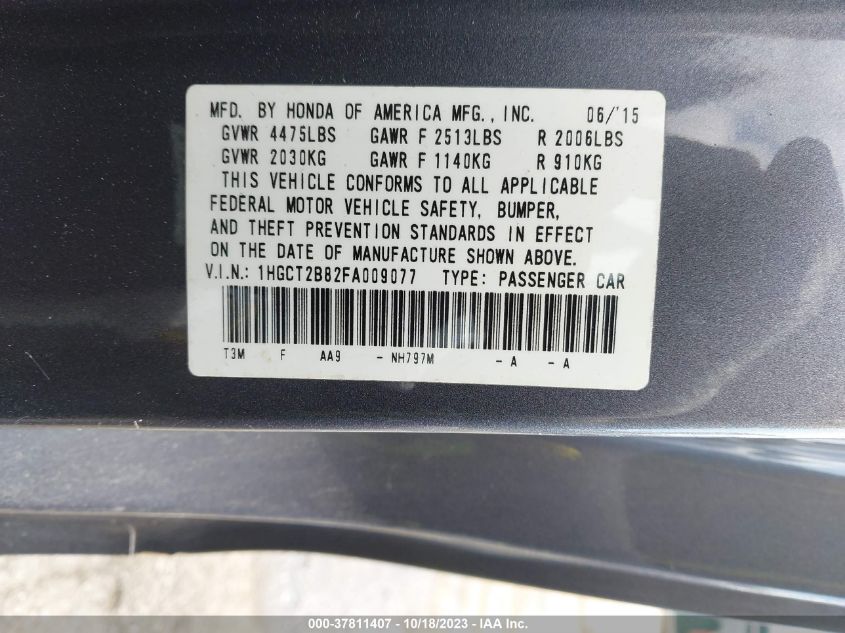 MFD. BY HONDA OF AMERICA MFG., INC. 06/'15
GVWR 4475LBS GAWR F 2513LBS R 2006LBS
GVWR 2030KG GAWR F 1140KG R 910KG
THIS VEHICLE CONFORMS TO ALL APPLICABLE
FEDERAL MOTOR VEHICLE SAFETY, BUMPER,
AND THEFT PREVENTION STANDARDS IN EFFECT
ON THE DATE OF MANUFACTURE SHOWN ABOVE.
V.I.N.: 1HGCT2B82FA009077 TYPE: PASSENGER CAR
T3M F AA9 - NH797M - A - A
000-37811407 - 10/18/2023 - IAA Inc.